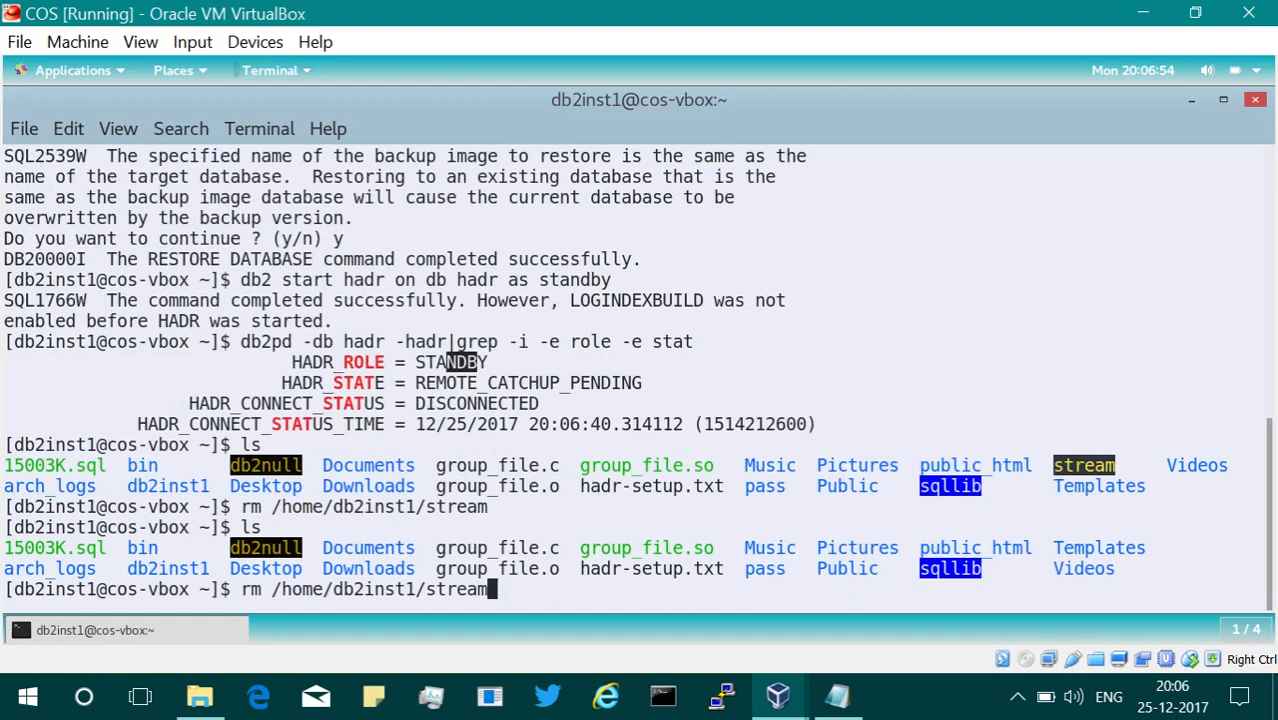 COS [Running] - Oracle VM VirtualBox
File Machine View Input Devices Help
Applications Places Terminal Mon 20:06:54
db2inst1@cos-vbox:~
File Edit View Search Terminal Help
SQL2539W  The specified name of the backup image to restore is the same as the
name of the target database.  Restoring to an existing database that is the
same as the backup image database will cause the current database to be
overwritten by the backup version.
Do you want to continue ? (y/n) y
DB20000I  The RESTORE DATABASE command completed successfully.
[db2inst1@cos-vbox ~]$ db2 start hadr on db hadr as standby
SQL1766W  The command completed successfully. However, LOGINDEXBUILD was not
enabled before HADR was started.
[db2inst1@cos-vbox ~]$ db2pd -db hadr -hadr|grep -i -e role -e stat
HADR_ROLE = STANDBY
HADR_STATE = REMOTE_CATCHUP_PENDING
HADR_CONNECT_STATUS = DISCONNECTED
HADR_CONNECT_STATUS_TIME = 12/25/2017 20:06:40.314112 (1514212600)
[db2inst1@cos-vbox ~]$ ls
15003K.sql bin db2null Documents group_file.c group_file.so Music Pictures public_html stream Videos
arch_logs db2inst1 Desktop Downloads group_file.o hadr-setup.txt pass Public sqllib Templates
[db2inst1@cos-vbox ~]$ rm /home/db2inst1/stream
[db2inst1@cos-vbox ~]$ ls
15003K.sql bin db2null Documents group_file.c group_file.so Music Pictures public_html Templates
arch_logs db2inst1 Desktop Downloads group_file.o hadr-setup.txt pass Public sqllib Videos
[db2inst1@cos-vbox ~]$ rm /home/db2inst1/stream
db2inst1@cos-vbox:~ 1 / 4
Right Ctrl
ENG 20:06
25-12-2017